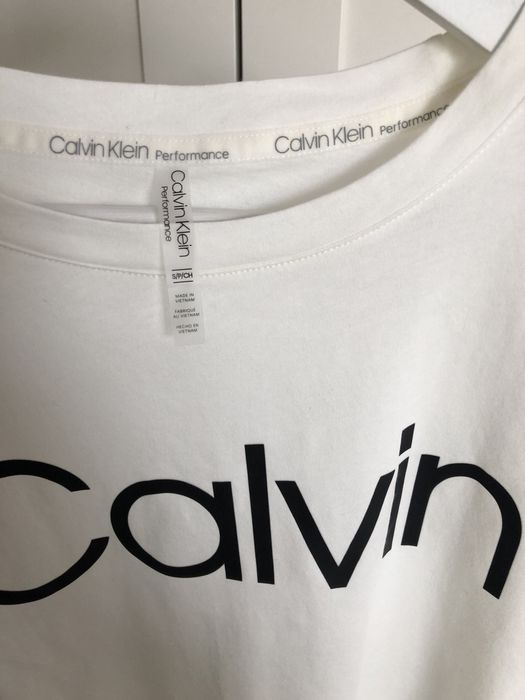 Calvin Klein Performance
Calvin Klein Performance
Calvin Klein
Performance
S/P/CH
MADE IN
VIETNAM
FABRIQUÉ
AU VIETNAM
HECHO EN
VIETNAM
Calvin